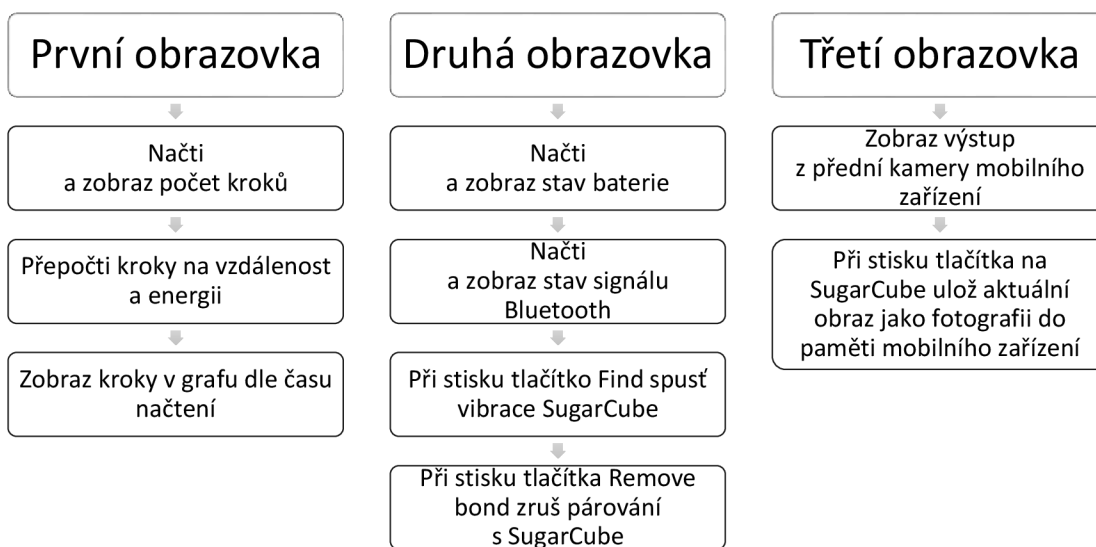 První obrazovka
Načti
a zobraz počet kroků
Přepočti kroky na vzdálenost
a energii
Zobraz kroky v grafu dle času
načtení
Druhá obrazovka
Načti
a zobraz stav baterie
Načti
a zobraz stav signálu
Bluetooth
Při stisku tlačítko Find spusť
vibrace SugarCube
Při stisku tlačítka Remove
bond zruš párování
s SugarCube
Třetí obrazovka
Zobraz výstup
z přední kamery mobilního
zařízení
Při stisku tlačítka na
SugarCube ulož aktuální
obraz jako fotografii do
paměti mobilního zařízení